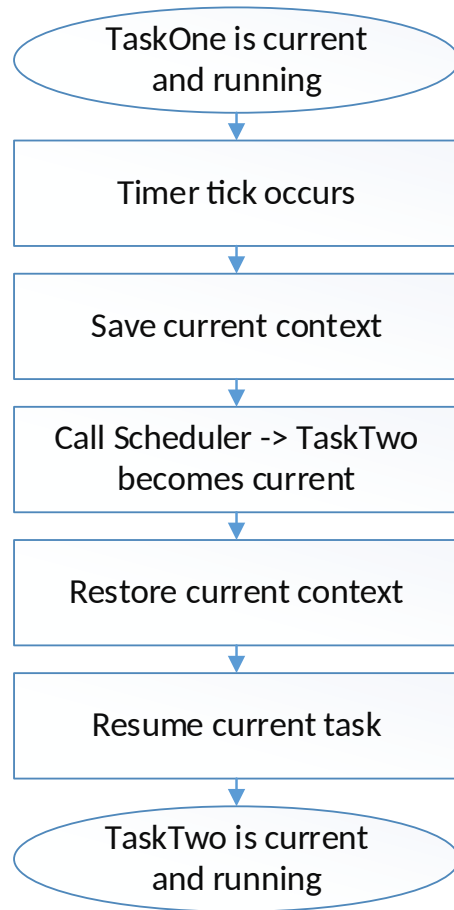 TaskOne is current
and running
Timer tick occurs
Save current context
Call Scheduler -> TaskTwo
becomes current
Restore current context
Resume current task
TaskTwo is current
and running